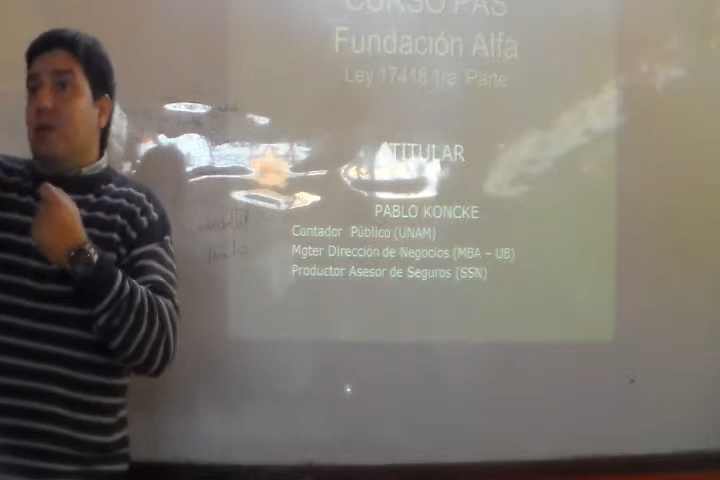 CURSO PAS
Fundación Alfa
Ley 17418 1ra Parte
TITULAR
PABLO KONCKE
Contador Público (UNAM)
Mgter Dirección de Negocios (MBA – UB)
Productor Asesor de Seguros (SSN)